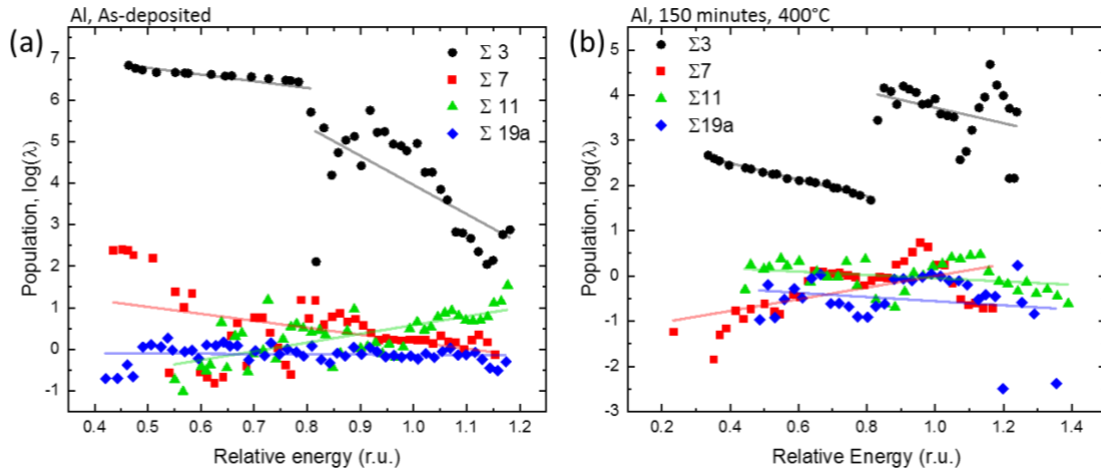 Al, As-deposited
(a)
Σ 3
Σ 7
Σ 11
Σ 19a
7
6
5
4
3
2
1
0
-1
Population, log(λ)
0.4 0.5 0.6 0.7 0.8 0.9 1.0 1.1 1.2
Relative energy (r.u.)
Al, 150 minutes, 400°C
(b)
Σ3
Σ7
Σ11
Σ19a
5
4
3
2
1
0
-1
-2
-3
Population, log(λ)
0.2 0.4 0.6 0.8 1.0 1.2 1.4
Relative Energy (r.u.)